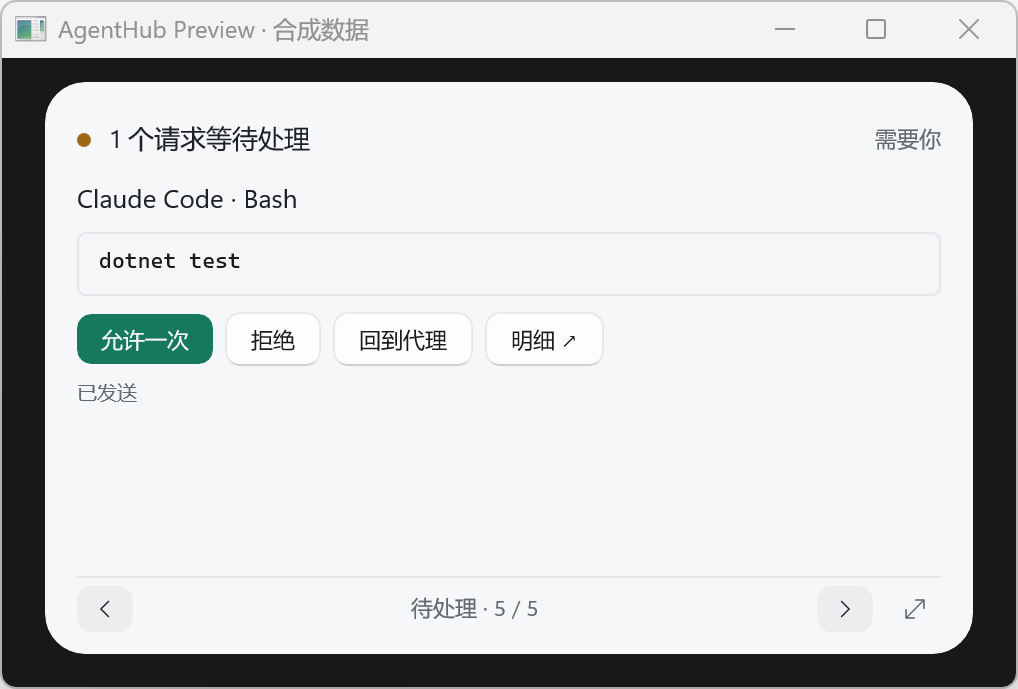 AgentHub Preview · 合成数据
1 个请求等待处理
需要你
Claude Code · Bash
dotnet test
允许一次
拒绝
回到代理
明细 ↗
已发送
待处理 · 5 / 5